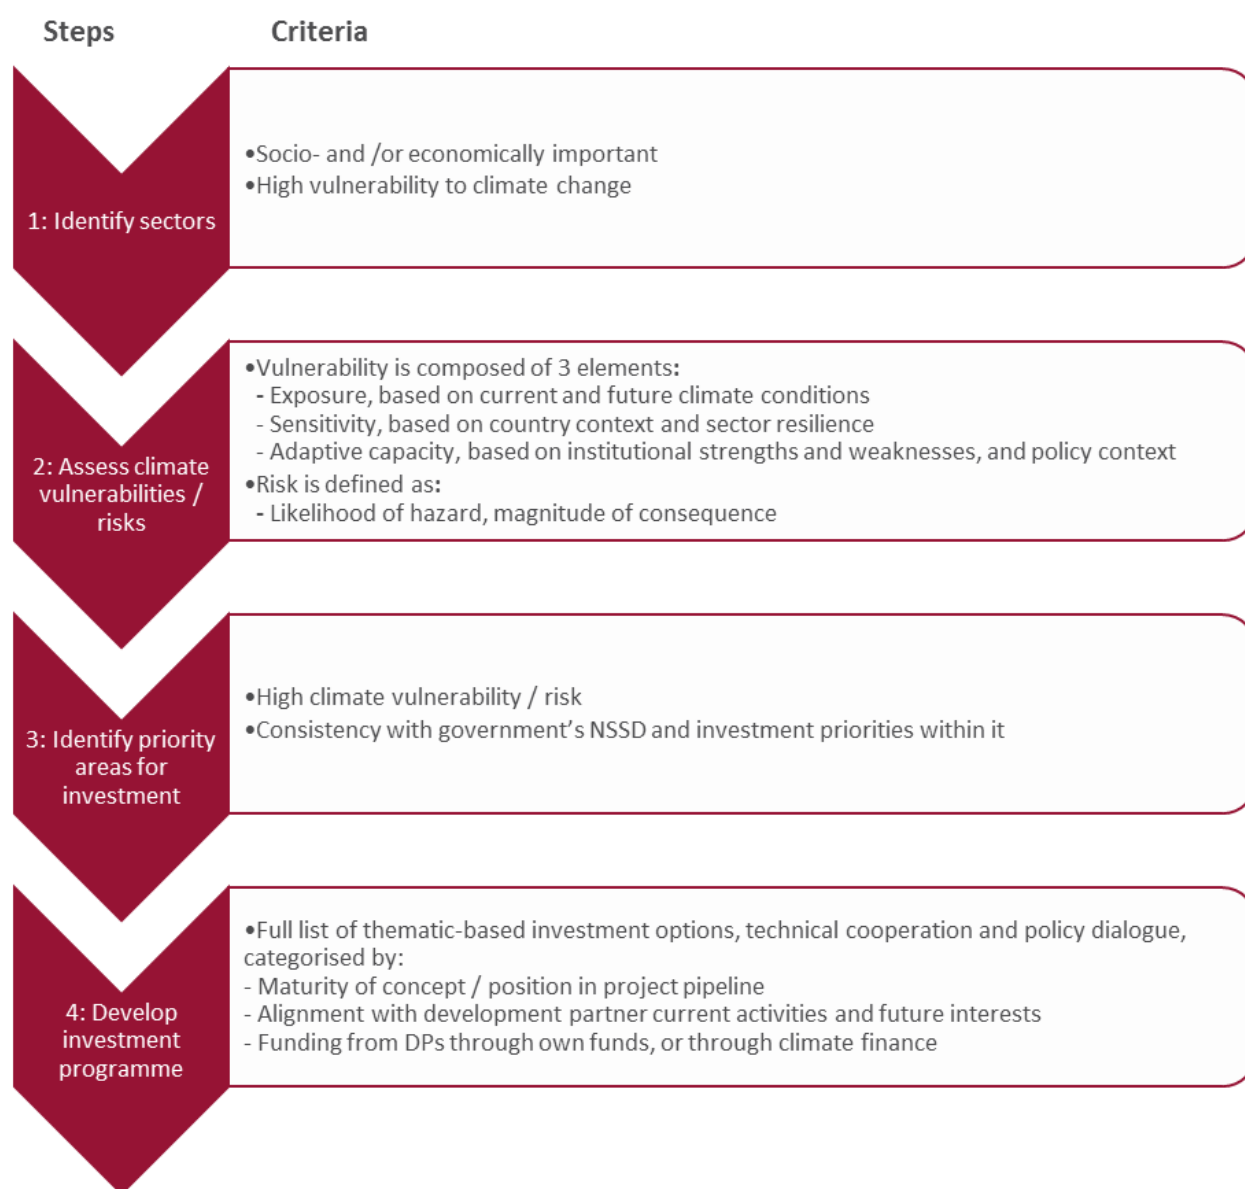 Steps
Criteria
1: Identify sectors
•Socio- and /or economically important
•High vulnerability to climate change
2: Assess climate
vulnerabilities /
risks
•Vulnerability is composed of 3 elements:
- Exposure, based on current and future climate conditions
- Sensitivity, based on country context and sector resilience
- Adaptive capacity, based on institutional strengths and weaknesses, and policy context
•Risk is defined as:
- Likelihood of hazard, magnitude of consequence
3: Identify priority
areas for
investment
•High climate vulnerability / risk
•Consistency with government’s NSSD and investment priorities within it
4: Develop
investment
programme
•Full list of thematic-based investment options, technical cooperation and policy dialogue,
categorised by:
- Maturity of concept / position in project pipeline
- Alignment with development partner current activities and future interests
- Funding from DPs through own funds, or through climate finance